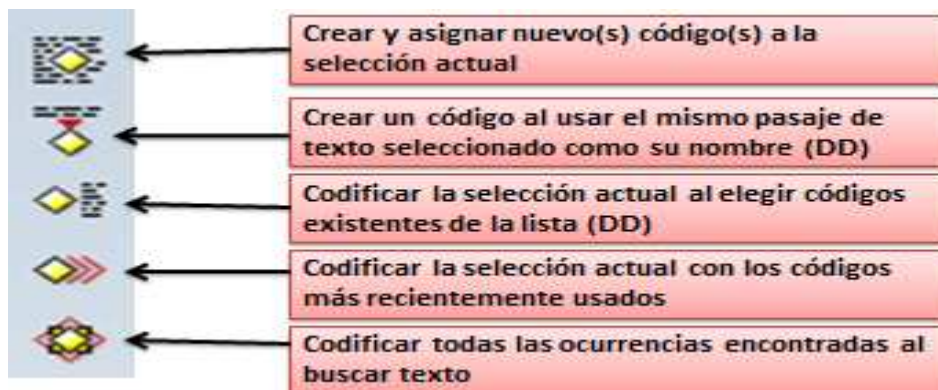 Crear y asignar nuevo(s) código(s) a la
selección actual
Crear un código al usar el mismo pasaje de
texto seleccionado como su nombre (DD)
Codificar la selección actual al elegir códigos
existentes de la lista (DD)
Codificar la selección actual con los códigos
más recientemente usados
Codificar todas las ocurrencias encontradas al
buscar texto